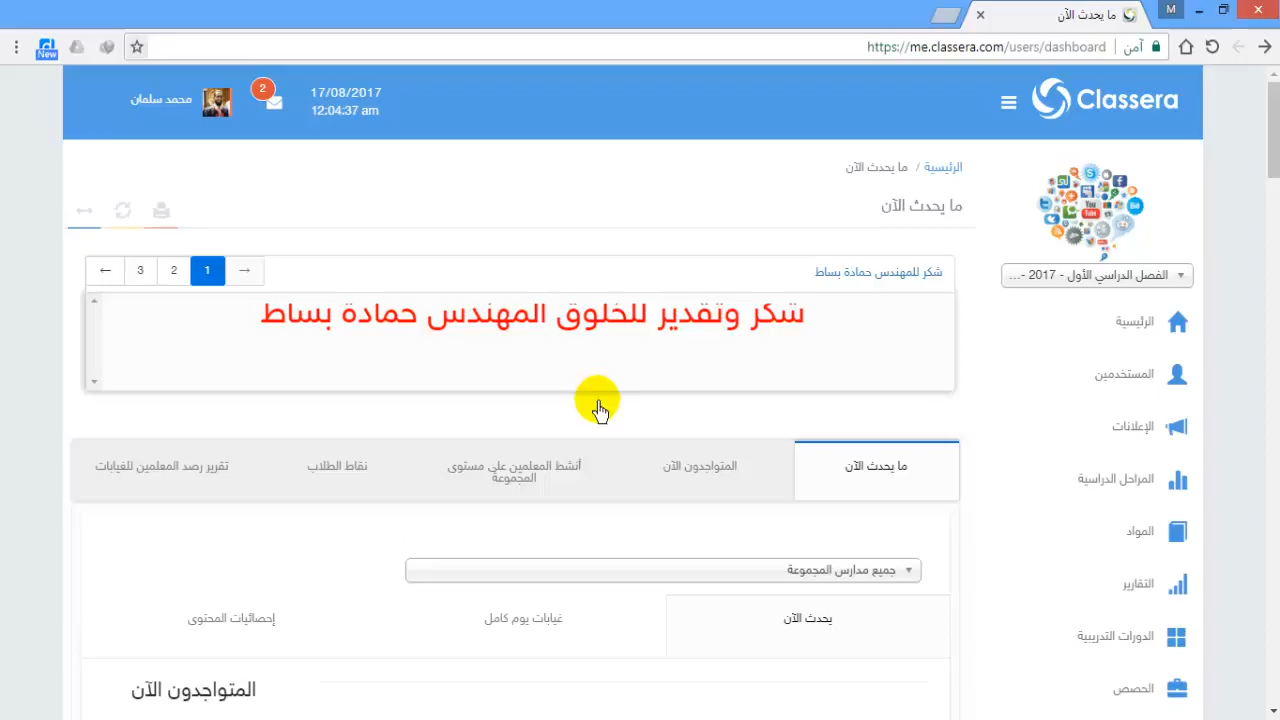 ما يحدث الآن
M
New
https://me.classera.com/users/dashboard
آمن
Classera
17/08/2017
12:04:37 am
2
محمد سلمان
الرئيسية / ما يحدث الآن
ما يحدث الآن
الفصل الدراسي الأول - 2017 -...
الرئيسية
المستخدمين
الإعلانات
المراحل الدراسية
المواد
التقارير
الدورات التدريبية
الحصص
شكر للمهندس حمادة بساط
→ 1 2 3 ←
شكر وتقدير للخلوق المهندس حمادة بساط
ما يحدث الآن
المتواجدون الآن
أنشط المعلمين على مستوى
المجموعة
نقاط الطلاب
تقرير رصد المعلمين للغيابات
جميع مدارس المجموعة
يحدث الآن
غيابات يوم كامل
إحصائيات المحتوى
المتواجدون الآن